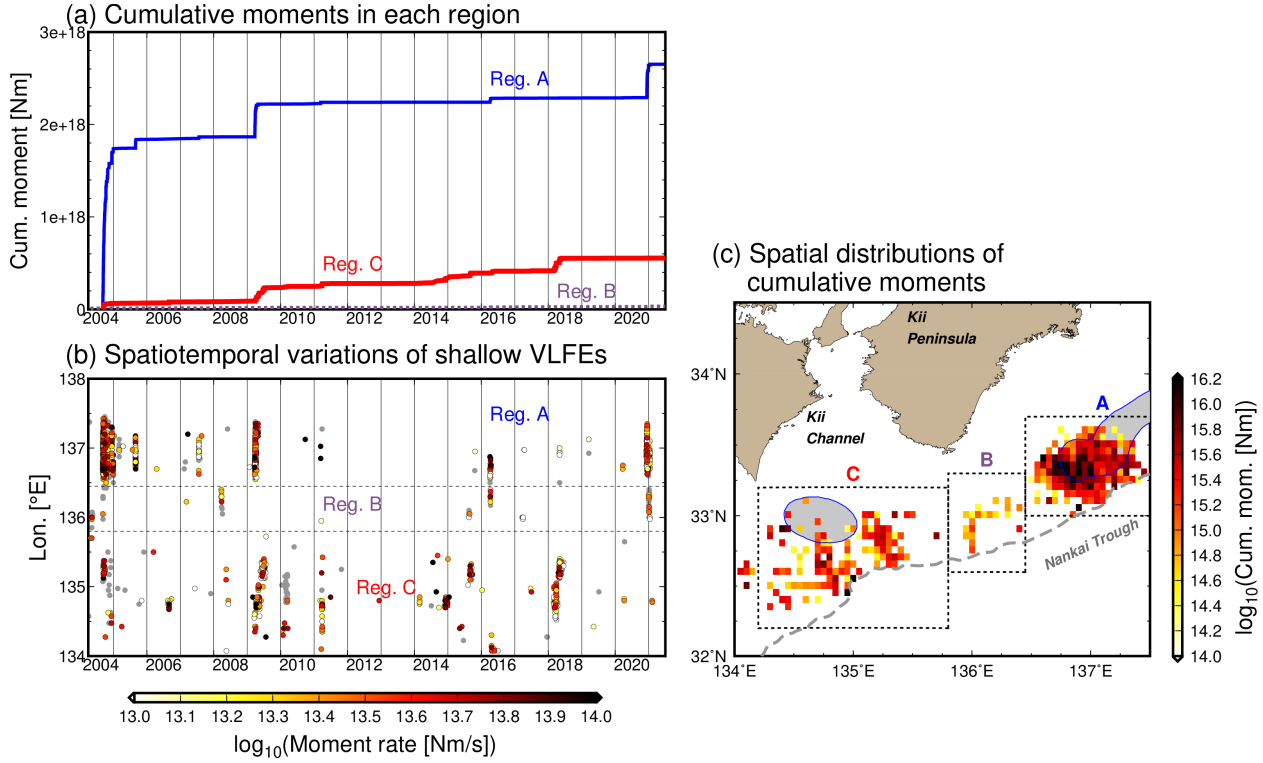 (a) Cumulative moments in each region
3e+18
2e+18
1e+18
0
Cum. moment [Nm]
Reg. A
Reg. C
Reg. B
2004 2006 2008 2010 2012 2014 2016 2018 2020
(b) Spatiotemporal variations of shallow VLFEs
138
137
136
135
134
Lon. [°E]
Reg. A
Reg. B
Reg. C
2004 2006 2008 2010 2012 2014 2016 2018 2020
13.0 13.1 13.2 13.3 13.4 13.5 13.6 13.7 13.8 13.9 14.0
log10(Moment rate [Nm/s])
(c) Spatial distributions of
cumulative moments
Kii
Peninsula
Kii
Channel
A
B
C
Nankai Trough
34°N
33°N
32°N
134°E 135°E 136°E 137°E
16.2
16.0
15.8
15.6
15.4
15.2
15.0
14.8
14.6
14.4
14.2
14.0
log10(Cum. mom. [Nm])